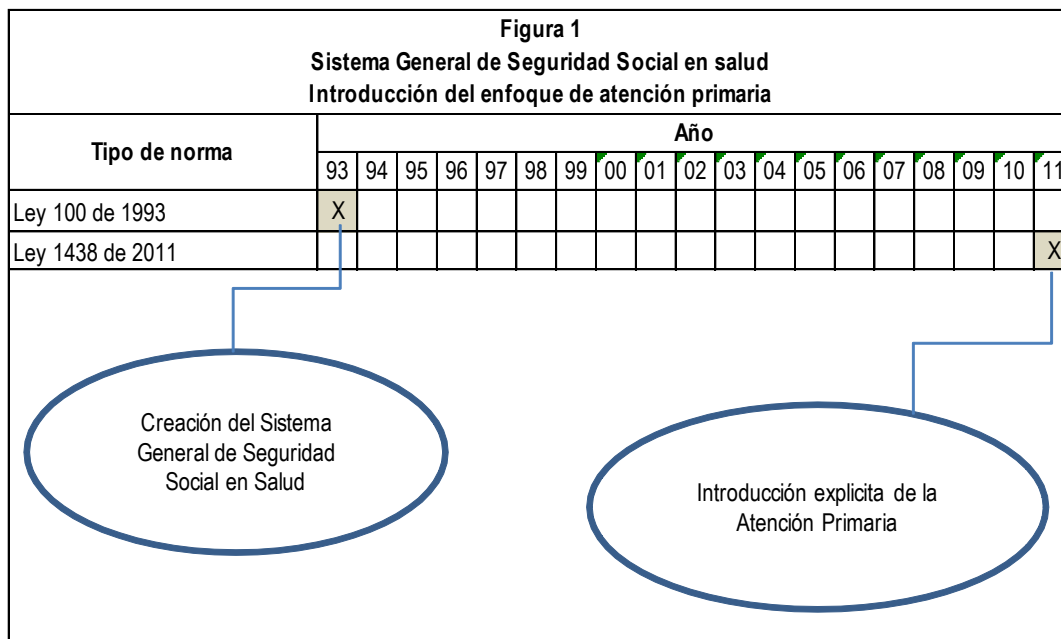 Figura 1
Sistema General de Seguridad Social en salud
Introducción del enfoque de atención primaria
Tipo de norma
Año
93 94 95 96 97 98 99 00 01 02 03 04 05 06 07 08 09 10 11
Ley 100 de 1993 X
Ley 1438 de 2011 X
Creación del Sistema
General de Seguridad
Social en Salud
Introducción explicita de la
Atención Primaria